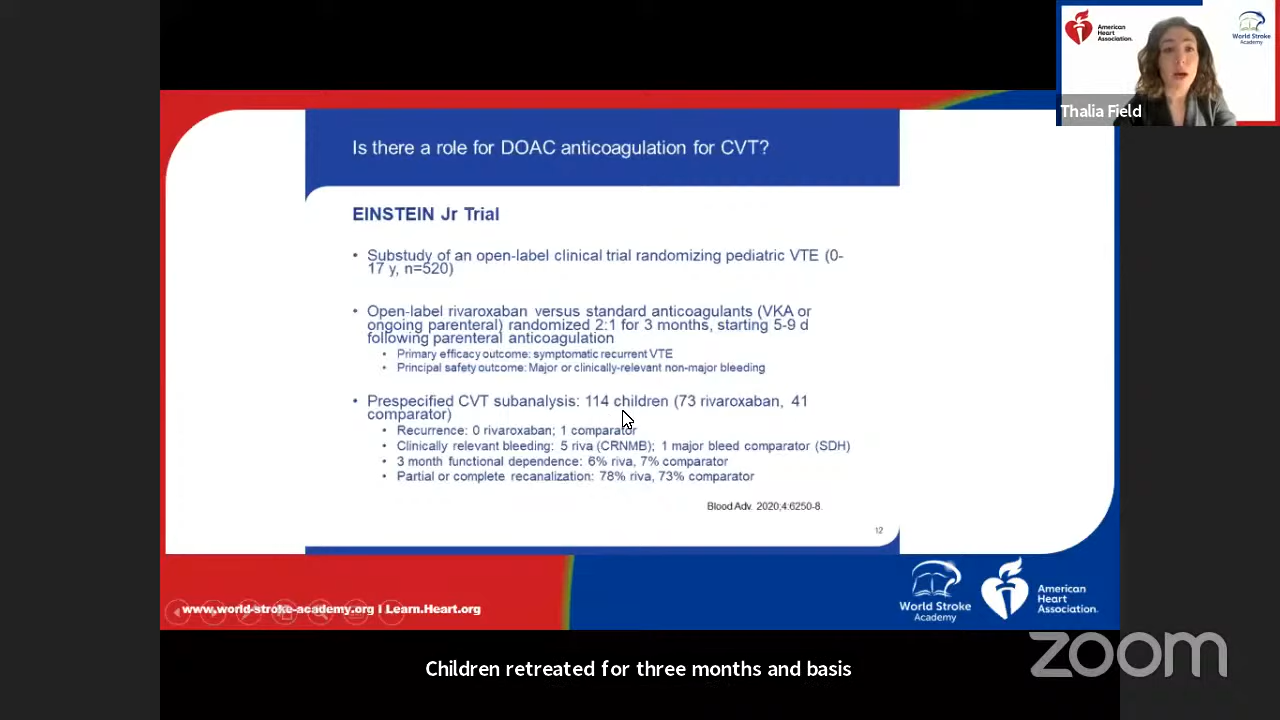 American
Heart
Association.
World Stroke
Academy
Thalia Field
Is there a role for DOAC anticoagulation for CVT?
EINSTEIN Jr Trial
• Substudy of an open-label clinical trial randomizing pediatric VTE (0-
17 y, n=520)
• Open-label rivaroxaban versus standard anticoagulants (VKA or
ongoing parenteral) randomized 2:1 for 3 months, starting 5-9 d
following parenteral anticoagulation
• Primary efficacy outcome: symptomatic recurrent VTE
• Principal safety outcome: Major or clinically-relevant non-major bleeding
• Prespecified CVT subanalysis: 114 children (73 rivaroxaban, 41
comparator)
• Recurrence: 0 rivaroxaban; 1 comparator
• Clinically relevant bleeding: 5 riva (CRNMB); 1 major bleed comparator (SDH)
• 3 month functional dependence: 6% riva, 7% comparator
• Partial or complete recanalization: 78% riva, 73% comparator
Blood Adv. 2020;4:6250-8.
12
www.world-stroke-academy.org I Learn.Heart.org
World Stroke
Academy
American
Heart
Association.
Children retreated for three months and basis
zoom